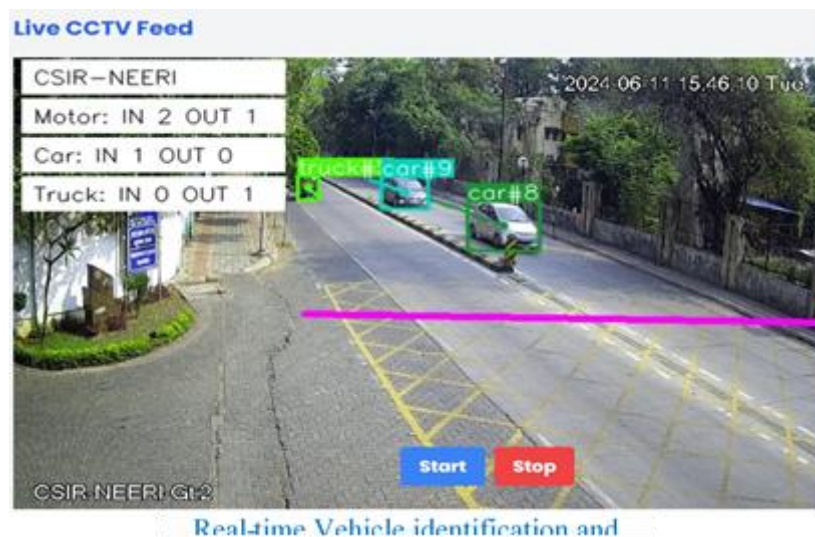 Live CCTV Feed
CSIR-NEERI
2024-06-11 15:46:10 Tue
Motor: IN 2 OUT 1
Car: IN 1 OUT 0
Truck: IN 0 OUT 1
truck# car#9
car#8
Start Stop
CSIR-NEERI Gt-2
Real-time Vehicle identification and